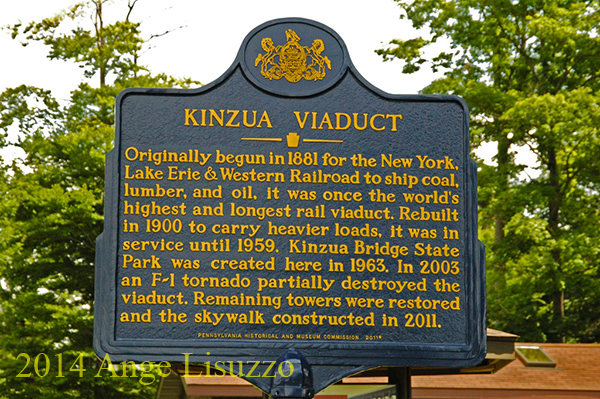 KINZUA VIADUCT
Originally begun in 1881 for the New York,
Lake Erie & Western Railroad to ship coal,
lumber, and oil, it was once the world's
highest and longest rail viaduct. Rebuilt
in 1900 to carry heavier loads, it was in
service until 1959. Kinzua Bridge State
Park was created here in 1963. In 2003
an F-1 tornado partially destroyed the
viaduct. Remaining towers were restored
and the skywalk constructed in 2011.
PENNSYLVANIA HISTORICAL AND MUSEUM COMMISSION 2011
2014 Ange Lisuzzo